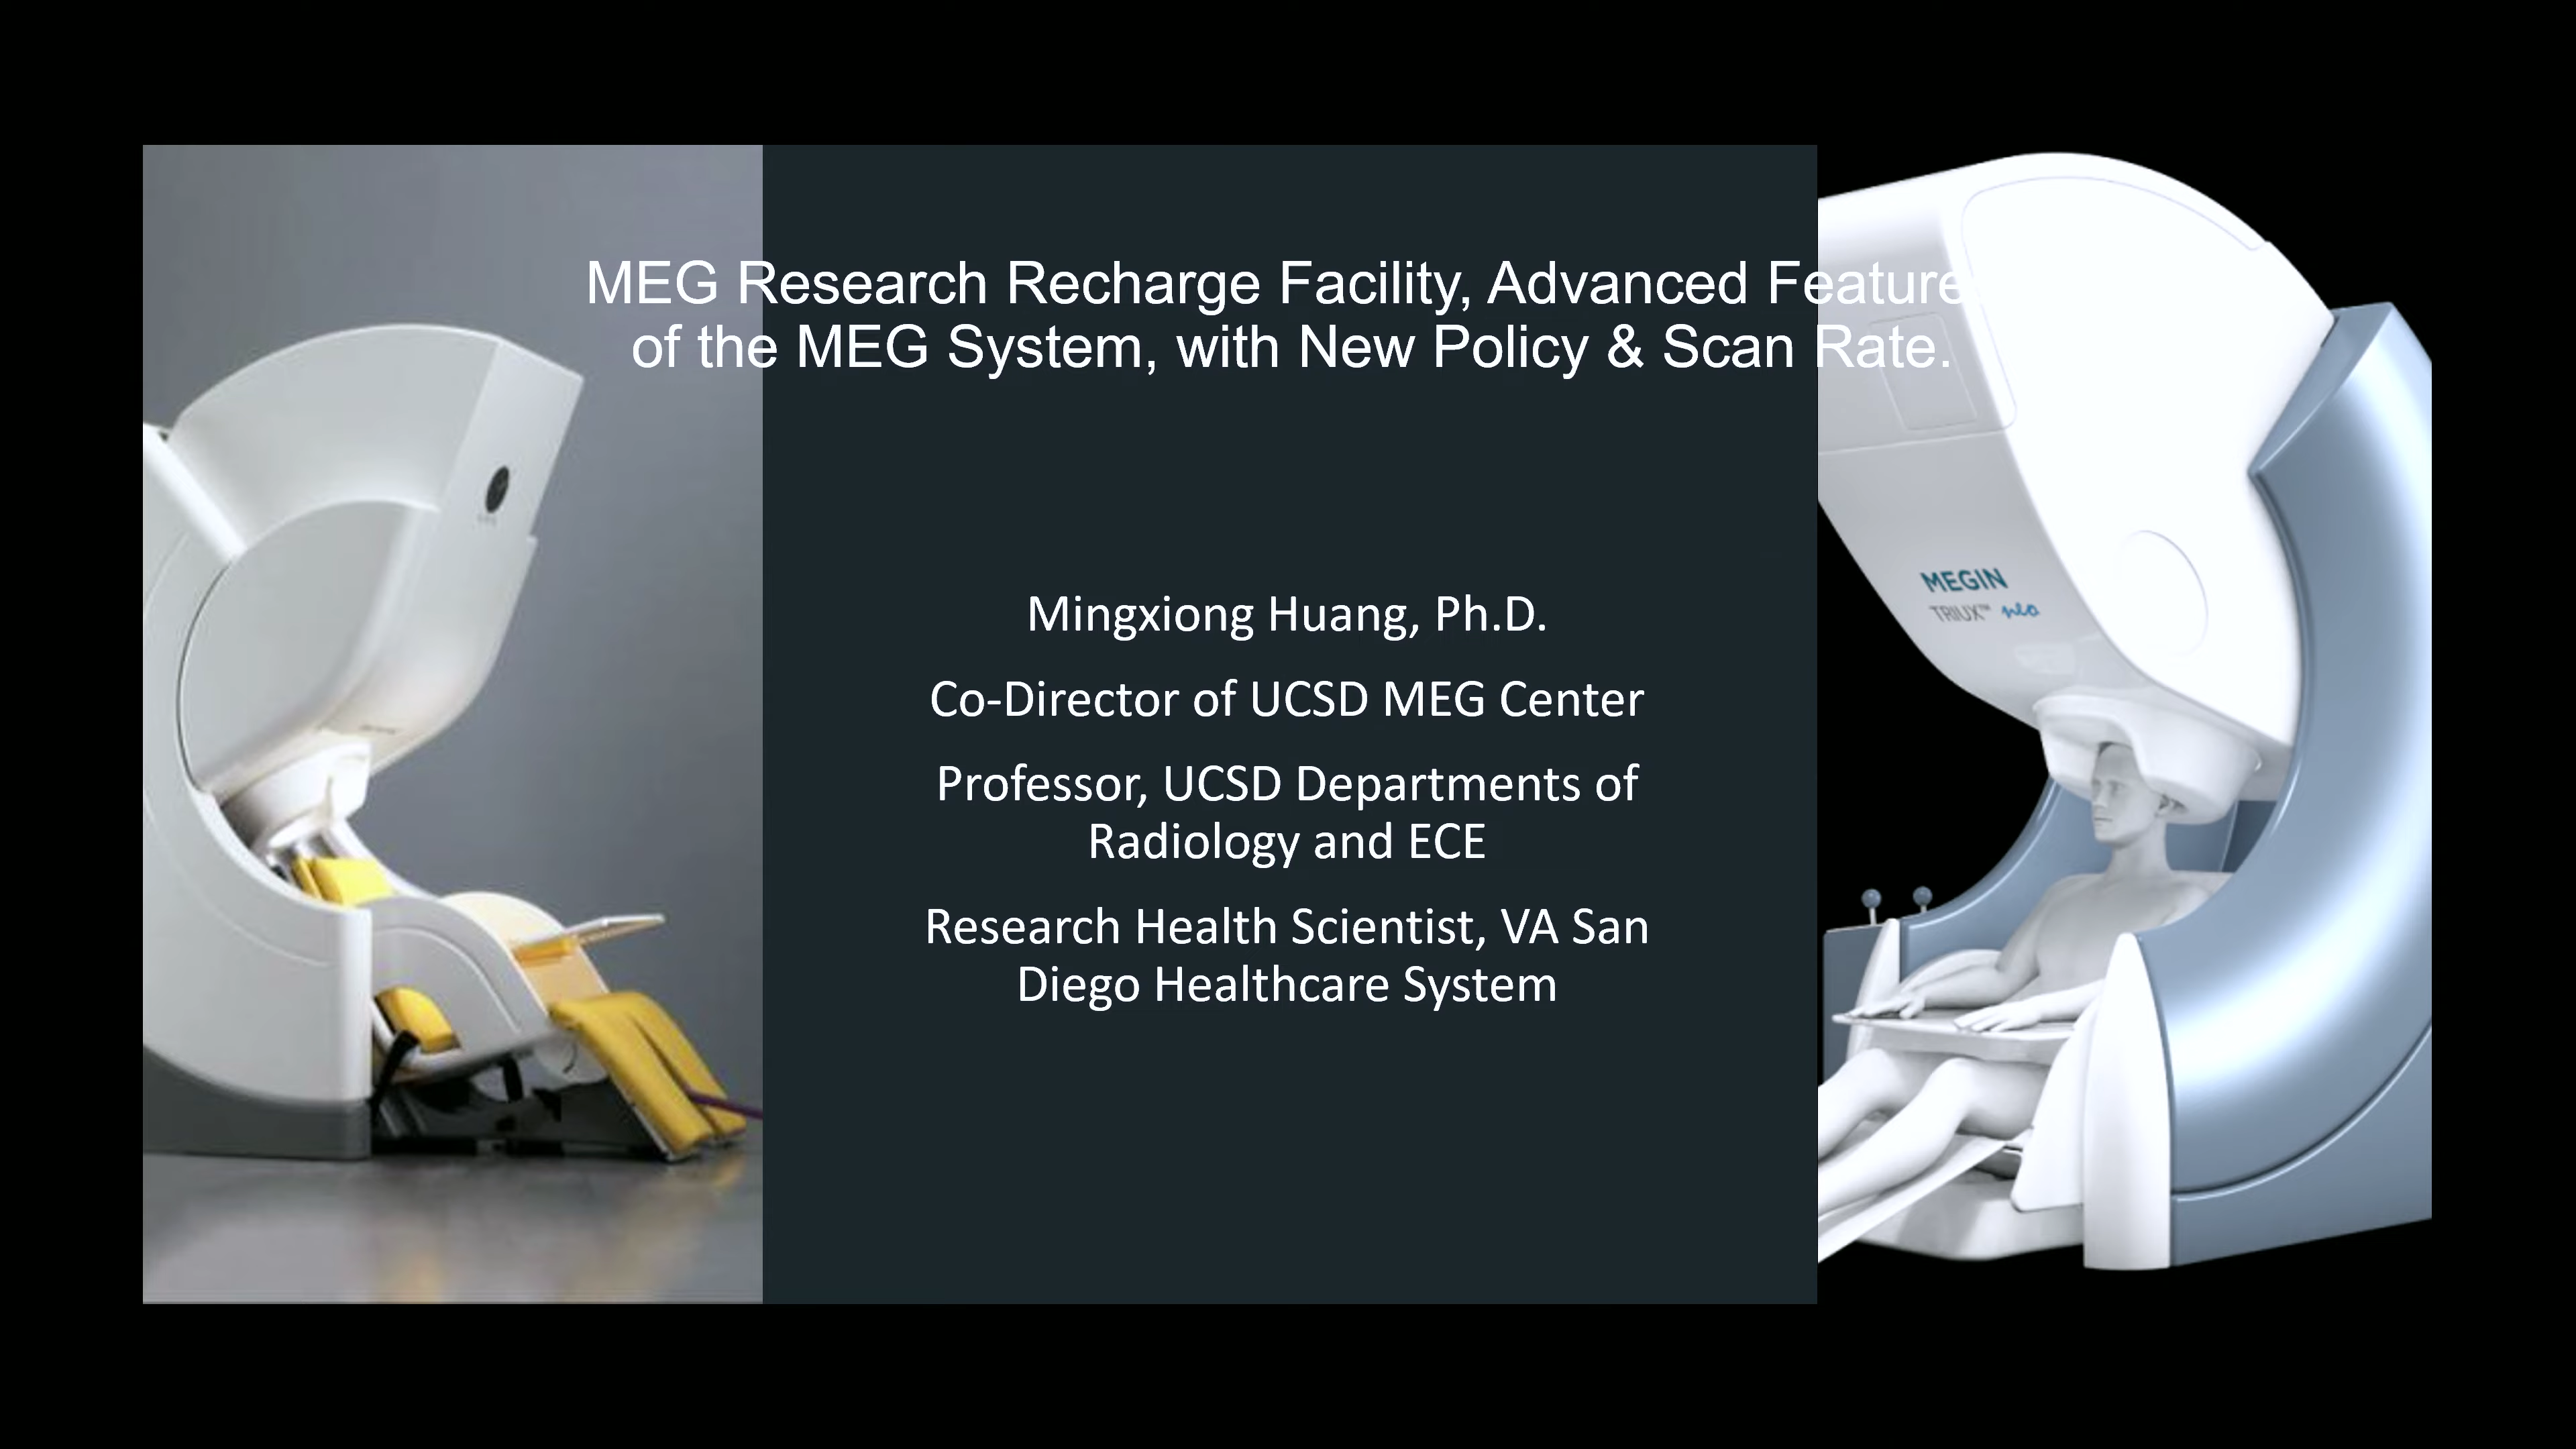 MEG Research Recharge Facility, Advanced Feature
of the MEG System, with New Policy & Scan Rate.
Mingxiong Huang, Ph.D.
Co-Director of UCSD MEG Center
Professor, UCSD Departments of
Radiology and ECE
Research Health Scientist, VA San
Diego Healthcare System
MEGIN
TRIUX™ neo